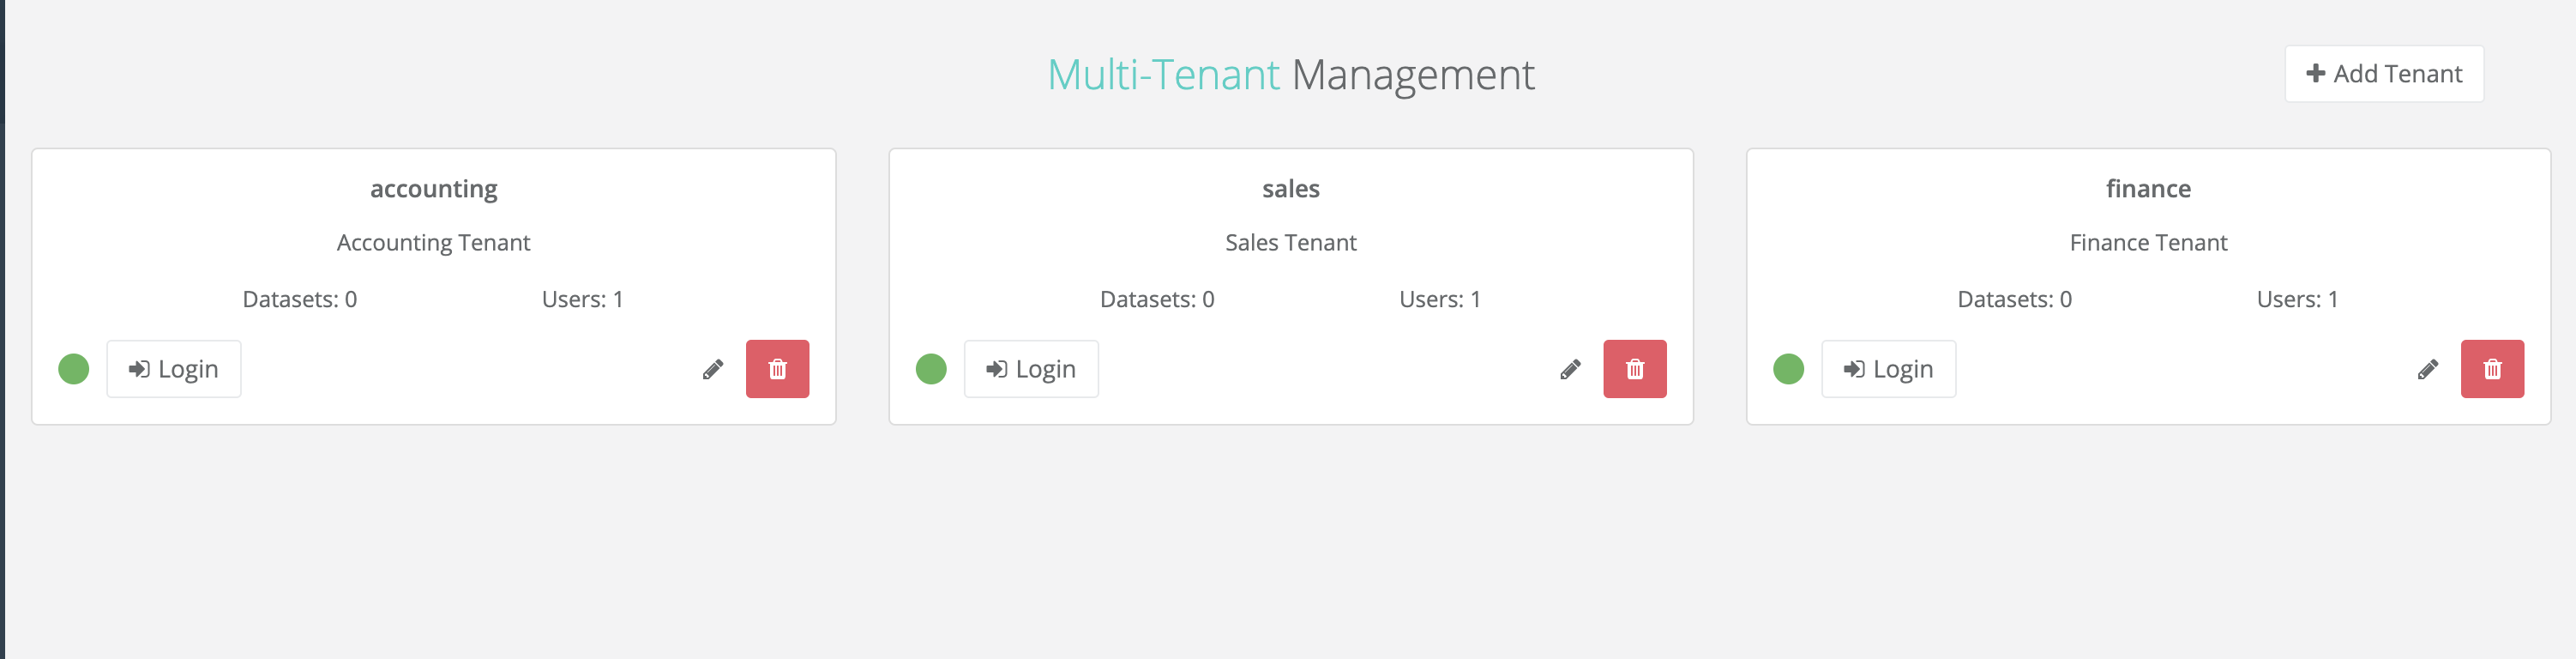 Multi-Tenant Management
+ Add Tenant
accounting
Accounting Tenant
Datasets: 0 Users: 1
Login
sales
Sales Tenant
Datasets: 0 Users: 1
Login
finance
Finance Tenant
Datasets: 0 Users: 1
Login